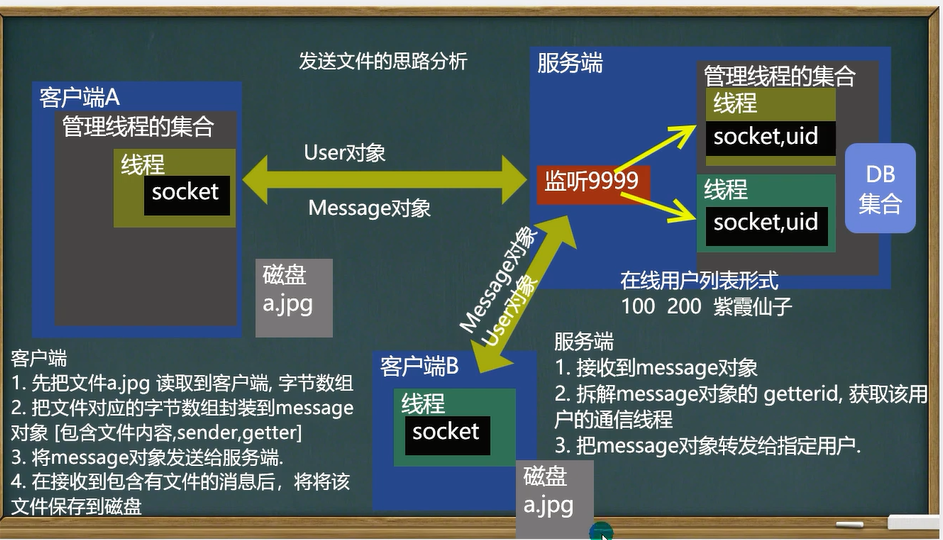 发送文件的思路分析
客户端A
管理线程的集合
线程
socket
User对象
Message对象
磁盘
a.jpg
服务端
管理线程的集合
线程
socket,uid
监听9999
线程
socket,uid
DB
集合
在线用户列表形式
100 200 紫霞仙子
Message对象
User对象
客户端B
线程
socket
磁盘
a.jpg
客户端
1. 先把文件a.jpg 读取到客户端, 字节数组
2. 把文件对应的字节数组封装到message
对象 [包含文件内容,sender,getter]
3. 将message对象发送给服务端.
4. 在接收到包含有文件的消息后，将将该
文件保存到磁盘
服务端
1. 接收到message对象
2. 拆解message对象的 getterid, 获取该用
户的通信线程
3. 把message对象转发给指定用户.